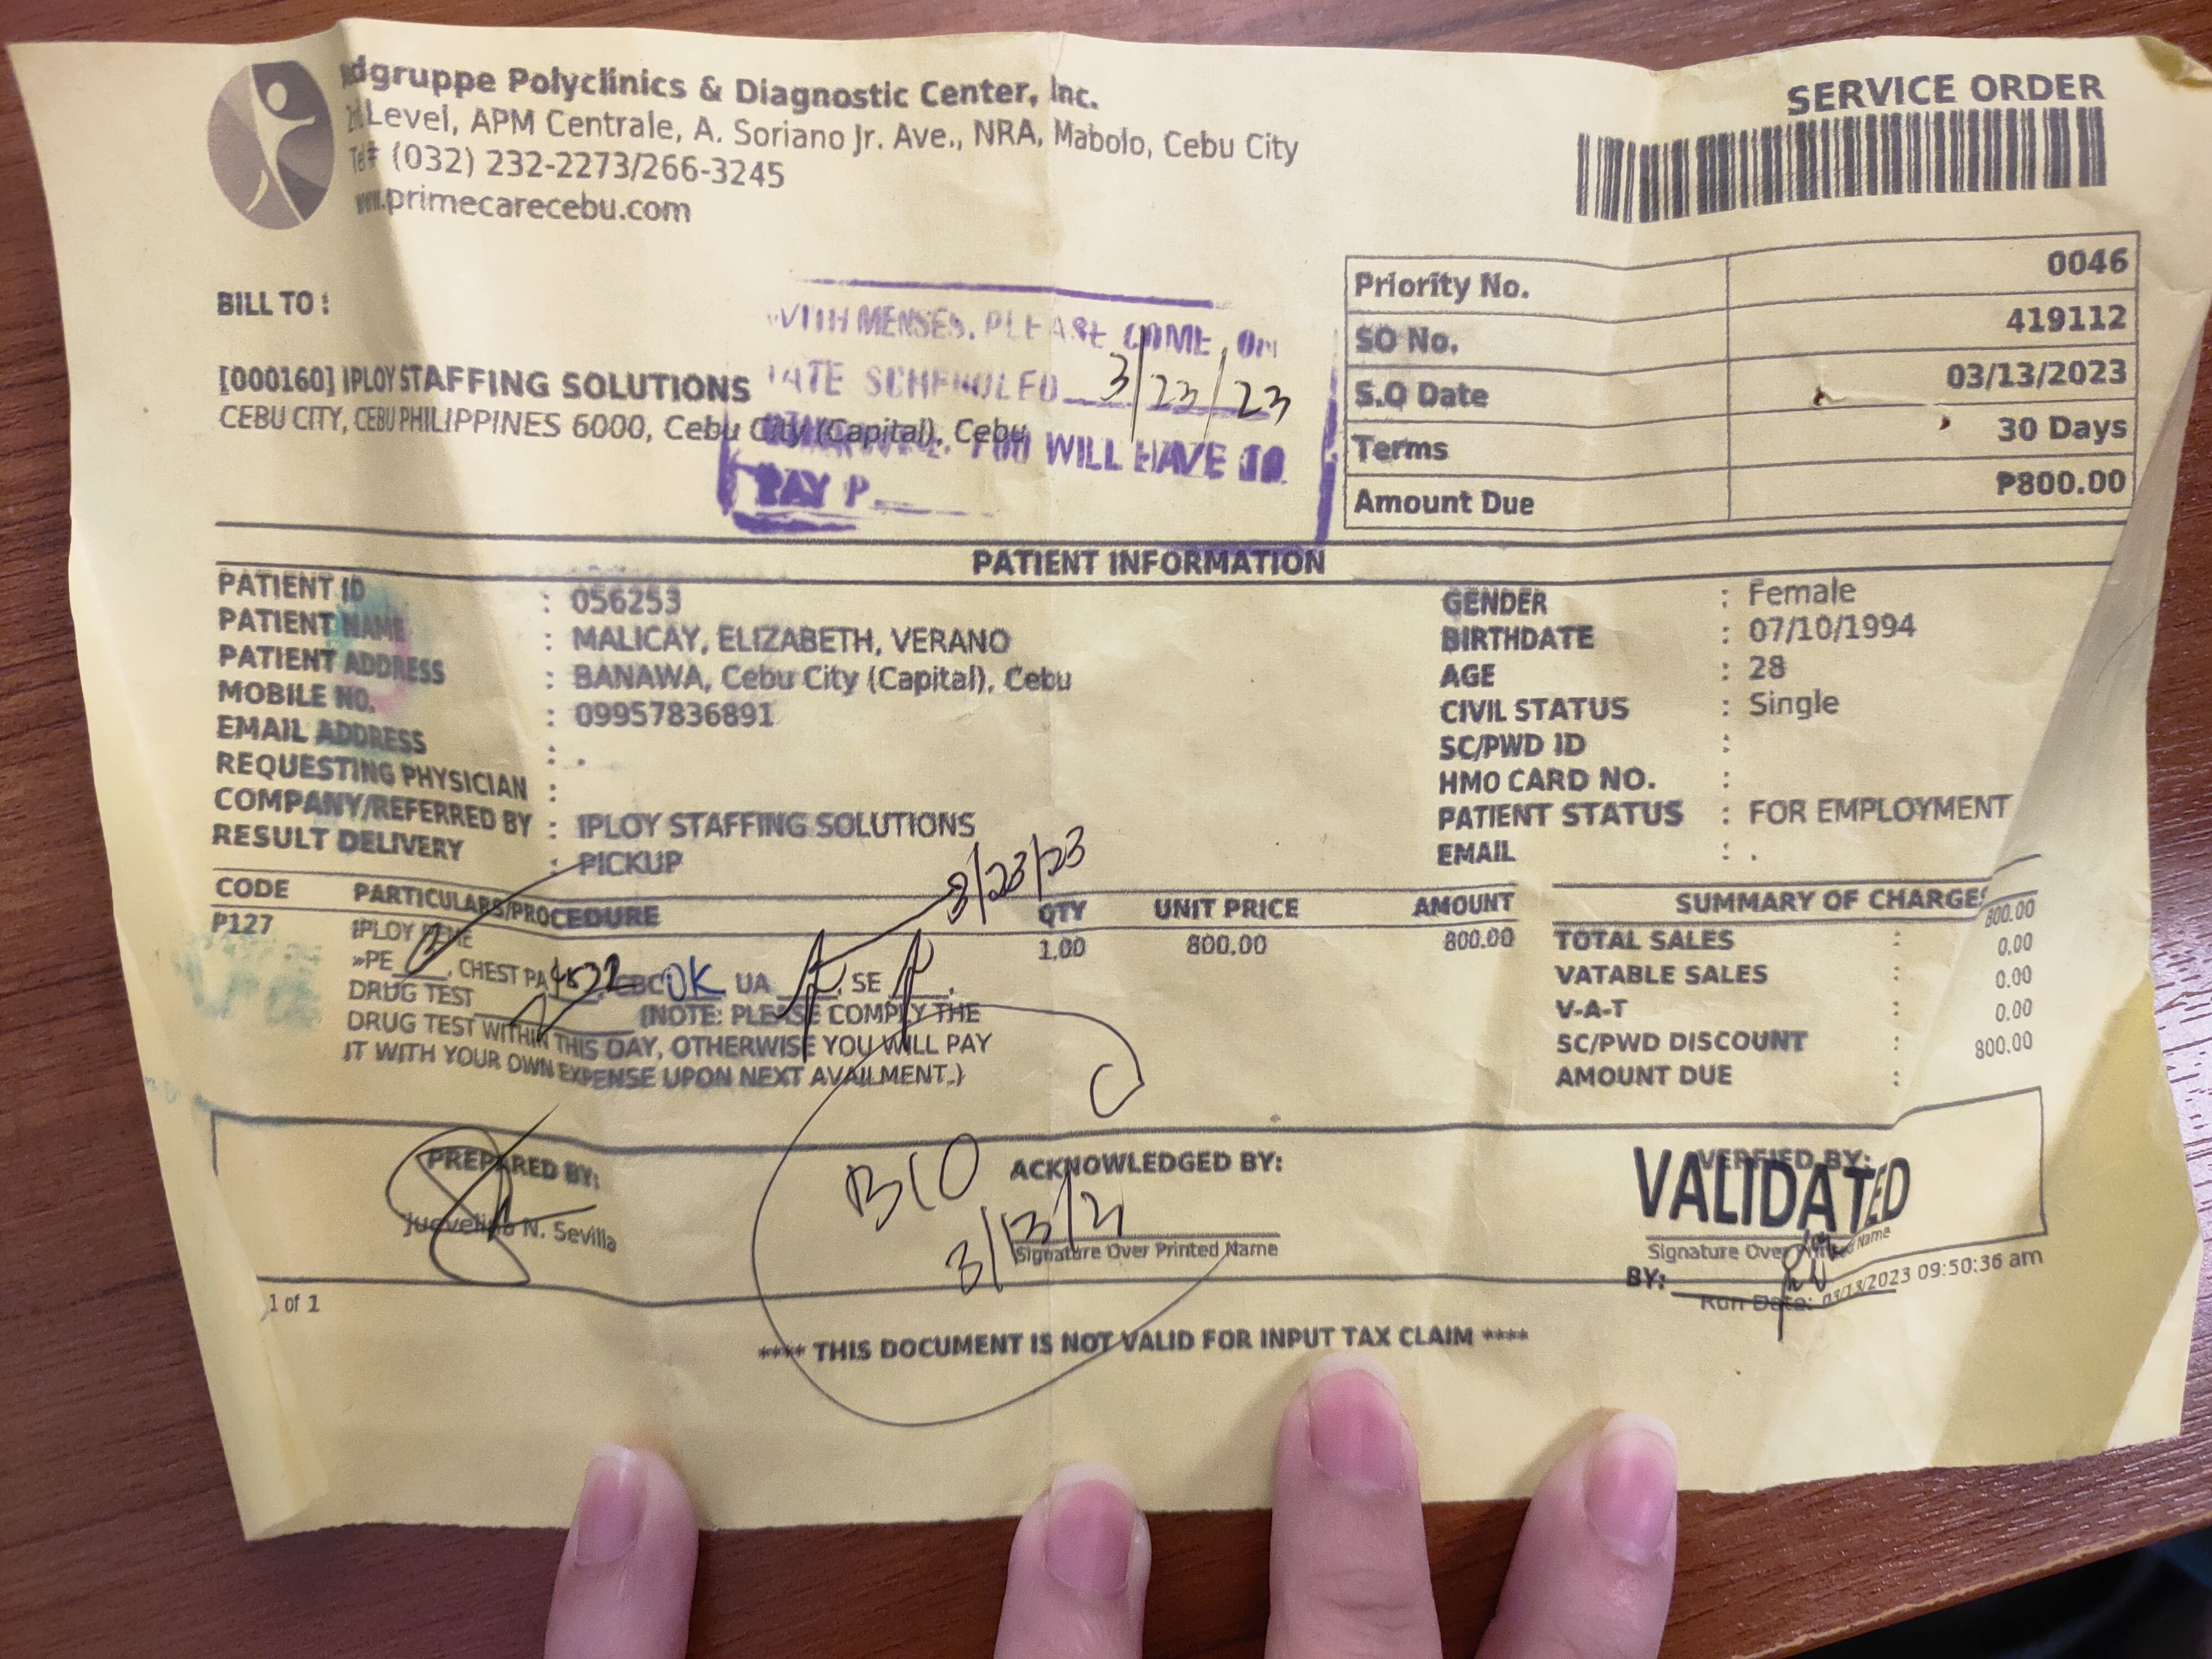 dgruppe Polyclinics & Diagnostic Center, Inc.
Level, APM Centrale, A. Soriano Jr. Ave., NRA, Mabolo, Cebu City
Tel# (032) 232-2273/266-3245
www.primecarecebu.com
SERVICE ORDER
Priority No. 0046
SO No. 419112
S.O Date 03/13/2023
Terms 30 Days
Amount Due ₱800.00
BILL TO :
[000160] IPLOY STAFFING SOLUTIONS
CEBU CITY, CEBU PHILIPPINES 6000, Cebu City (Capital), Cebu
WITH MENSES. PLEASE COME ON
DATE SCHEDULED 3/23/23
YOU WILL HAVE TO
PAY P
PATIENT INFORMATION
PATIENT ID : 056253
PATIENT NAME : MALICAY, ELIZABETH, VERANO
PATIENT ADDRESS : BANAWA, Cebu City (Capital), Cebu
MOBILE NO. : 09957836891
EMAIL ADDRESS : .
REQUESTING PHYSICIAN :
COMPANY/REFERRED BY : IPLOY STAFFING SOLUTIONS
RESULT DELIVERY : PICKUP
GENDER : Female
BIRTHDATE : 07/10/1994
AGE : 28
CIVIL STATUS : Single
SC/PWD ID :
HMO CARD NO. :
PATIENT STATUS : FOR EMPLOYMENT
EMAIL : .
3/23/23
CODE PARTICULARS/PROCEDURE QTY UNIT PRICE AMOUNT
P127 IPLOY 1.00 800.00 800.00
»PE , CHEST PA , CBC OK UA , SE ,
DRUG TEST (NOTE: PLEASE COMPLY THE
DRUG TEST WITHIN THIS DAY, OTHERWISE YOU WILL PAY
IT WITH YOUR OWN EXPENSE UPON NEXT AVAILMENT.)
SUMMARY OF CHARGES
TOTAL SALES : 800.00
VATABLE SALES : 0.00
V-A-T : 0.00
SC/PWD DISCOUNT : 0.00
AMOUNT DUE : 800.00
PREPARED BY:
N. Sevilla
ACKNOWLEDGED BY:
Signature Over Printed Name
VERIFIED BY:
VALIDATED
Signature Over Printed Name
BY:
Run Date: 03/13/2023 09:50:36 am
1 of 1
**** THIS DOCUMENT IS NOT VALID FOR INPUT TAX CLAIM ****